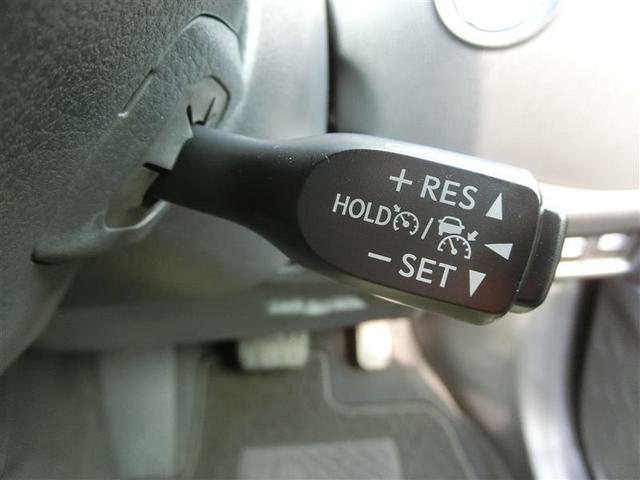 + RES
HOLD /
− SET